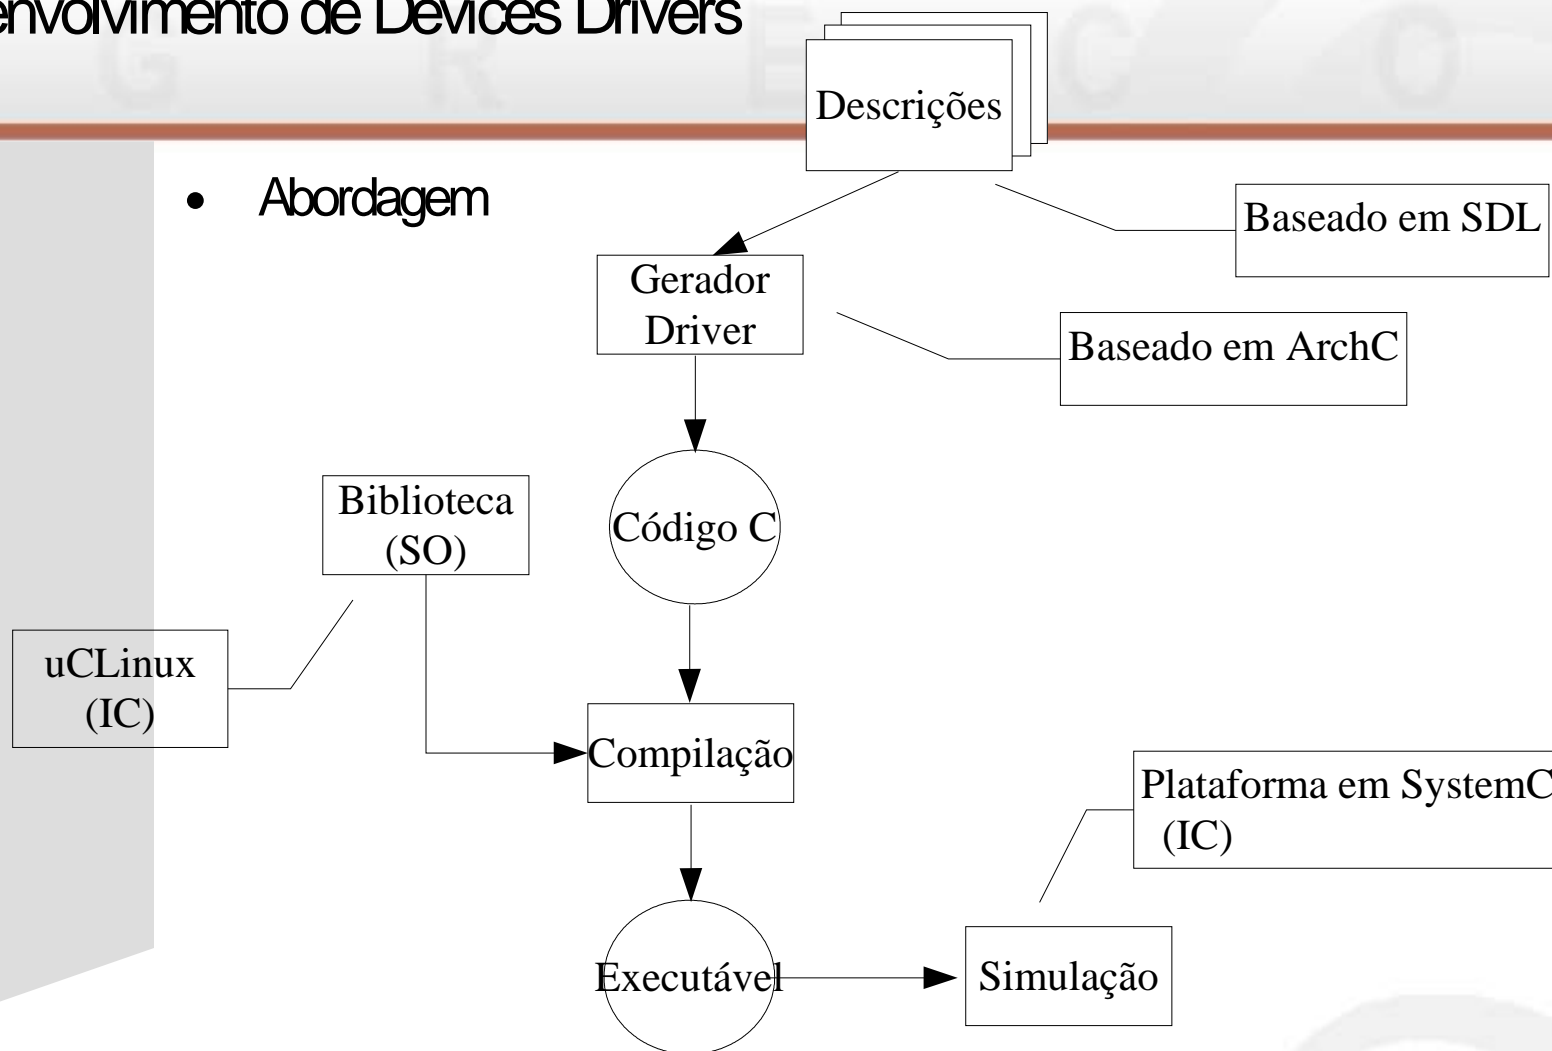 envolvimento de Devices Drivers
G R E C O
Descrições
• Abordagem
Baseado em SDL
Gerador
Driver
Baseado em ArchC
Biblioteca
(SO)
Código C
uCLinux
(IC)
Compilação
Plataforma em SystemC
(IC)
Executável
Simulação